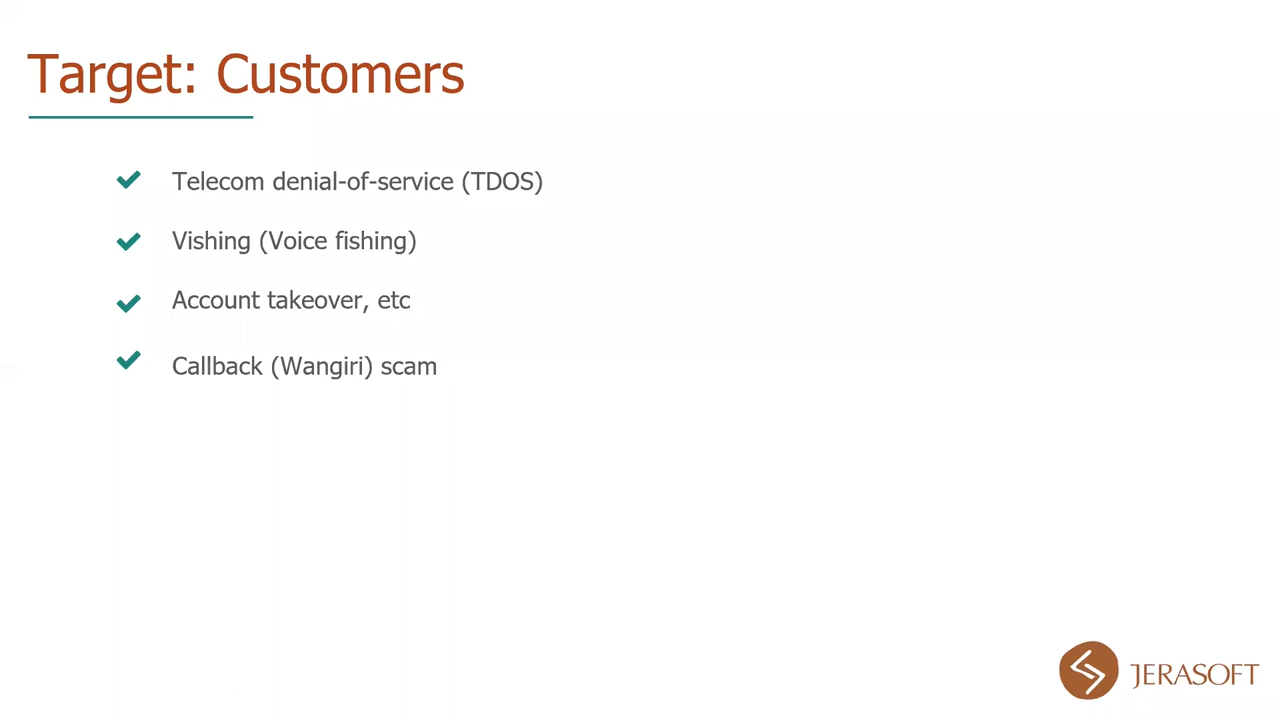 Target: Customers
Telecom denial-of-service (TDOS)
Vishing (Voice fishing)
Account takeover, etc
Callback (Wangiri) scam
JERASOFT